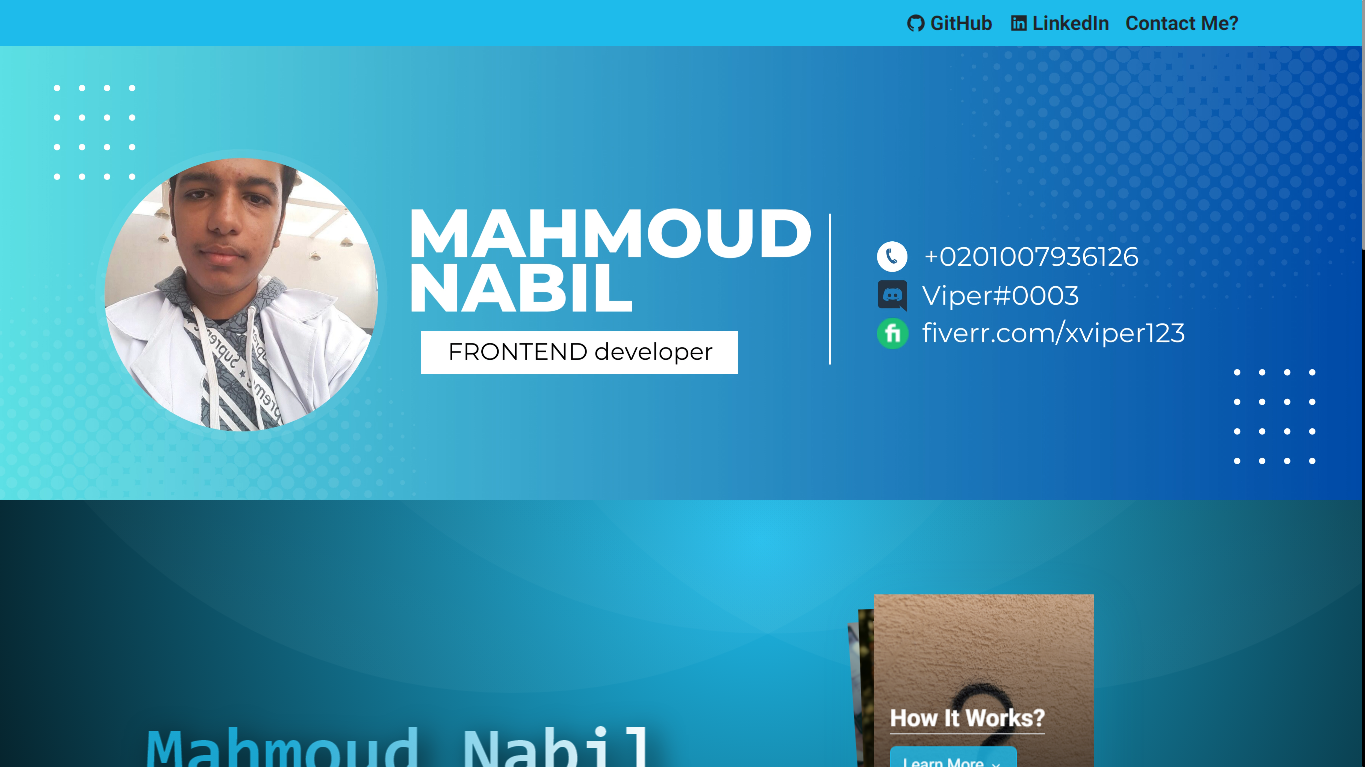 GitHub LinkedIn Contact Me?
MAHMOUD
NABIL
FRONTEND developer
+0201007936126
Viper#0003
fiverr.com/xviper123
Mahmoud Nabil
How It Works?
Learn More